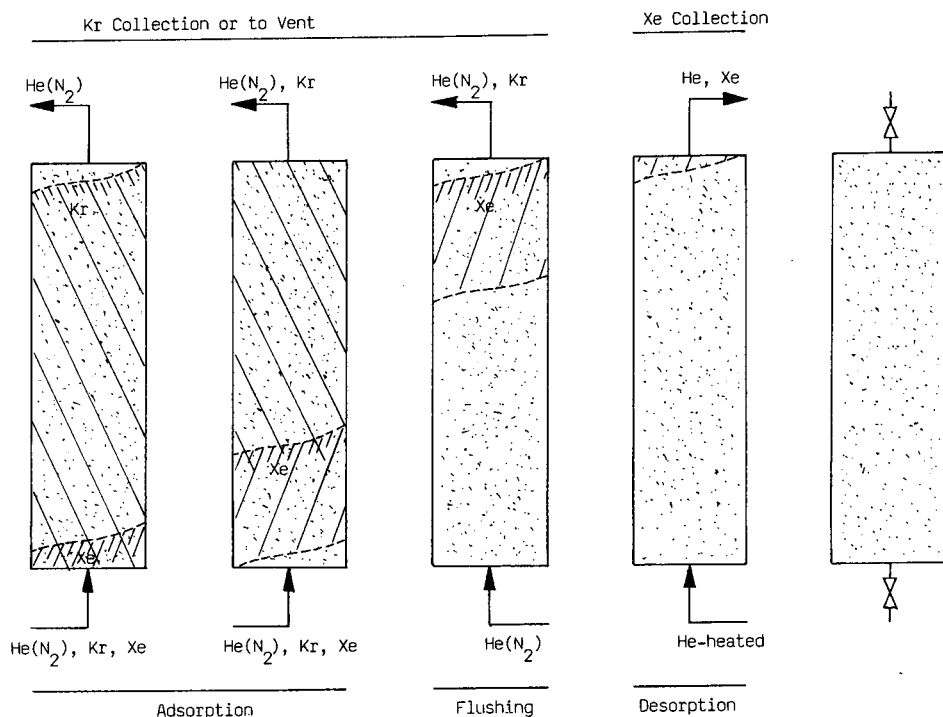 Kr Collection or to Vent
Xe Collection
He(N2)
He(N2), Kr
He(N2), Kr
He, Xe
Kr
Xe
Xe
Xe
He(N2), Kr, Xe
He(N2), Kr, Xe
He(N2)
He-heated
Adsorption
Flushing
Desorption